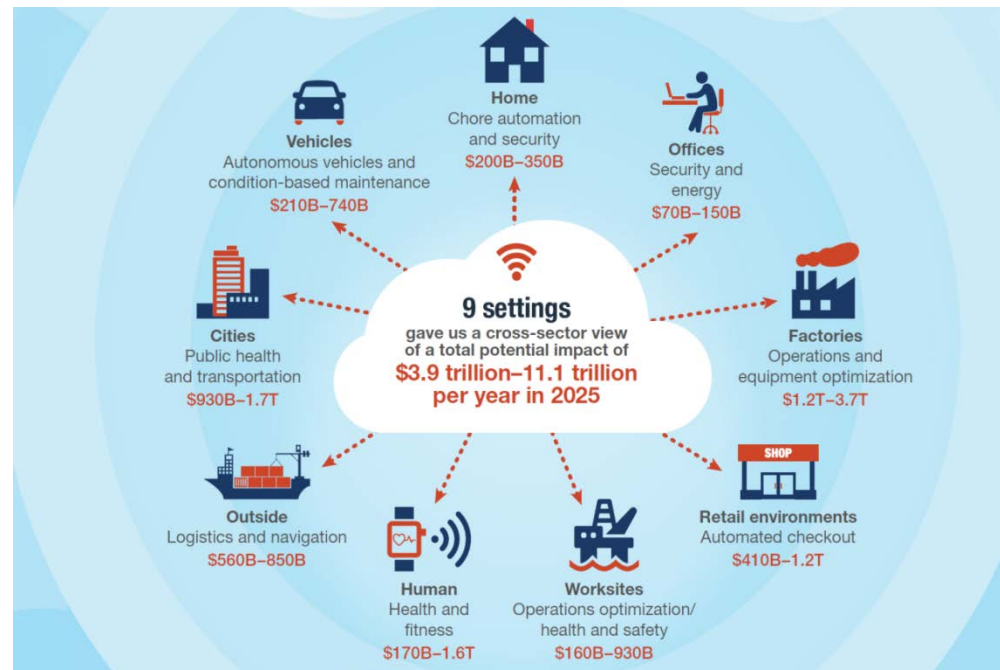 Home
Chore automation
and security
$200B–350B
Offices
Security and
energy
$70B–150B
Vehicles
Autonomous vehicles and
condition-based maintenance
$210B–740B
9 settings
gave us a cross-sector view
of a total potential impact of
$3.9 trillion–11.1 trillion
per year in 2025
Cities
Public health
and transportation
$930B–1.7T
Factories
Operations and
equipment optimization
$1.2T–3.7T
Outside
Logistics and navigation
$560B–850B
SHOP
Retail environments
Automated checkout
$410B–1.2T
Human
Health and
fitness
$170B–1.6T
Worksites
Operations optimization/
health and safety
$160B–930B